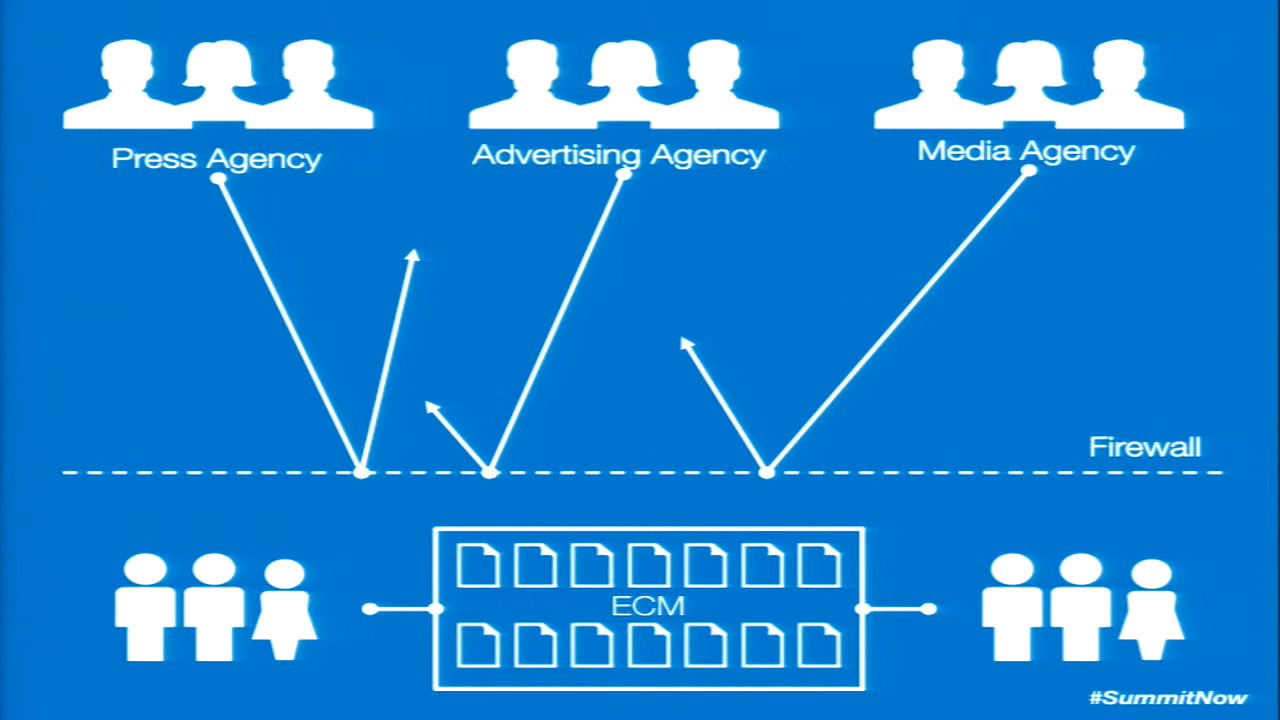 Press Agency
Advertising Agency
Media Agency
Firewall
ECM
#SummitNow